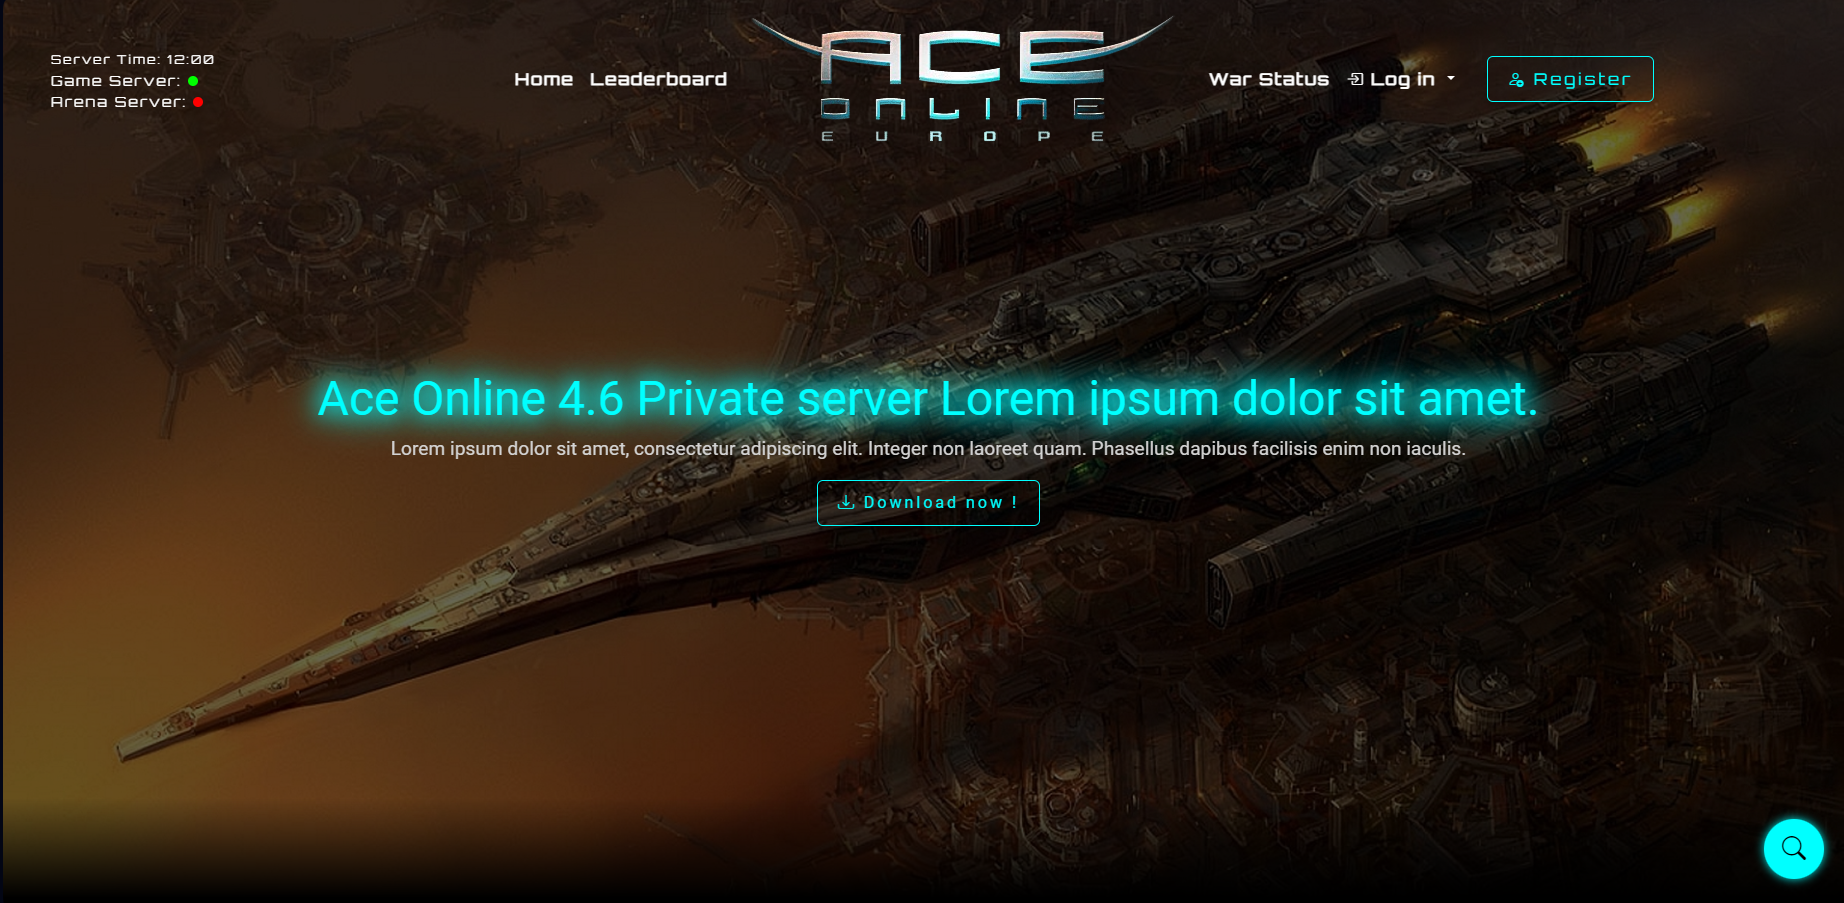 Server Time: 12:00
Game Server:
Arena Server:
Home
Leaderboard
ACE
ONLINE
EUROPE
War Status
Log in
Register
Ace Online 4.6 Private server Lorem ipsum dolor sit amet.
Lorem ipsum dolor sit amet, consectetur adipiscing elit. Integer non laoreet quam. Phasellus dapibus facilisis enim non iaculis.
Download now !